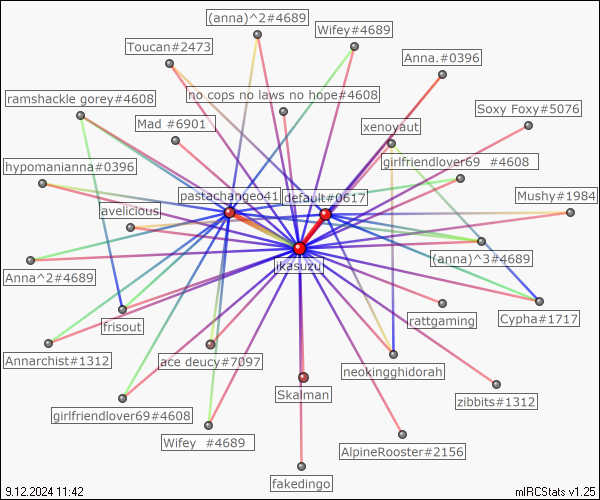 (anna)^2#4689
Wifey#4689
Toucan#2473
Anna.#0396
no cops no laws no hope#4608
ramshackle gorey#4608
Soxy Foxy#5076
Mad #6901
xenoyaut
girlfriendlover69 #4608
hypomanianna#0396
pastachangeo41
default#0617
Mushy#1984
avelicious
(anna)^3#4689
ikasuzu
Anna^2#4689
Cypha#1717
rattgaming
frisout
Annarchist#1312
ace deucy#7097
neokingghidorah
Skalman
zibbits#1312
girlfriendlover69#4608
Wifey #4689
AlpineRooster#2156
fakedingo
9.12.2024 11:42
mIRCStats v1.25